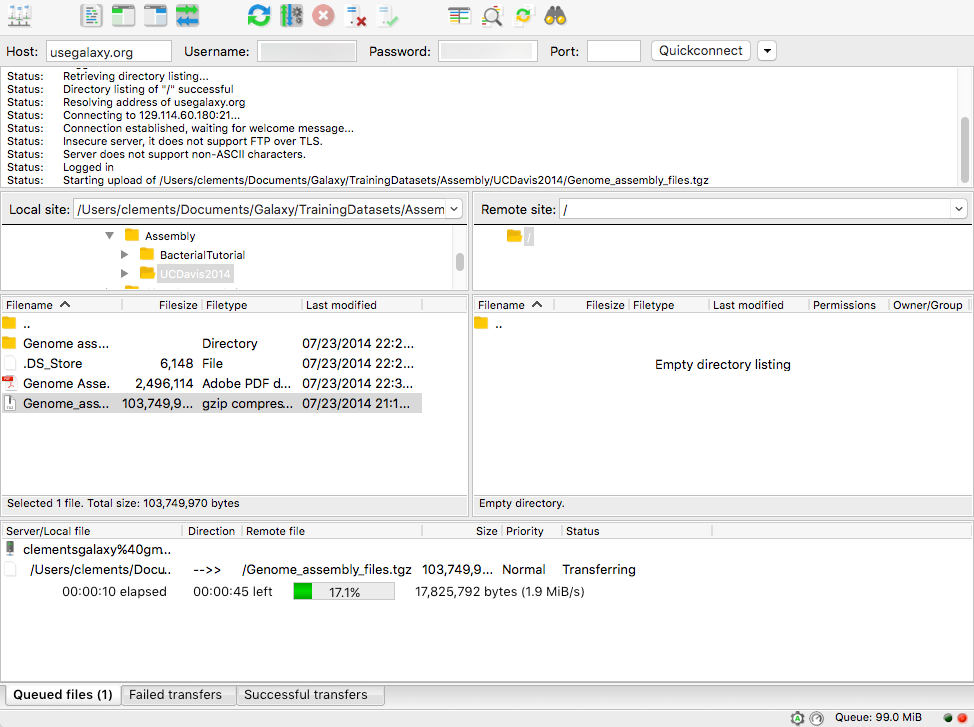 Host: usegalaxy.org Username: Password: Port: Quickconnect
Status: Retrieving directory listing...
Status: Directory listing of "/" successful
Status: Resolving address of usegalaxy.org
Status: Connecting to 129.114.60.180:21...
Status: Connection established, waiting for welcome message...
Status: Insecure server, it does not support FTP over TLS.
Status: Server does not support non-ASCII characters.
Status: Logged in
Status: Starting upload of /Users/clements/Documents/Galaxy/TrainingDatasets/Assembly/UCDavis2014/Genome_assembly_files.tgz
Local site: /Users/clements/Documents/Galaxy/TrainingDatasets/Assem
Remote site: /
Assembly
BacterialTutorial
UCDavis2014
/
Filename Filesize Filetype Last modified
..
Genome ass... Directory 07/23/2014 22:2...
.DS_Store 6,148 File 07/23/2014 22:2...
Genome Asse. 2,496,114 Adobe PDF d... 07/23/2014 22:3...
Genome_ass... 103,749,9... gzip compres... 07/23/2014 21:1...
Selected 1 file. Total size: 103,749,970 bytes
Filename Filesize Filetype Last modified Permissions Owner/Group
..
Empty directory listing
Empty directory.
Server/Local file Direction Remote file Size Priority Status
clementsgalaxy%40gm...
/Users/clements/Docu.. -->> /Genome_assembly_files.tgz 103,749,9... Normal Transferring
00:00:10 elapsed 00:00:45 left 17.1% 17,825,792 bytes (1.9 MiB/s)
Queued files (1) Failed transfers Successful transfers
Queue: 99.0 MiB